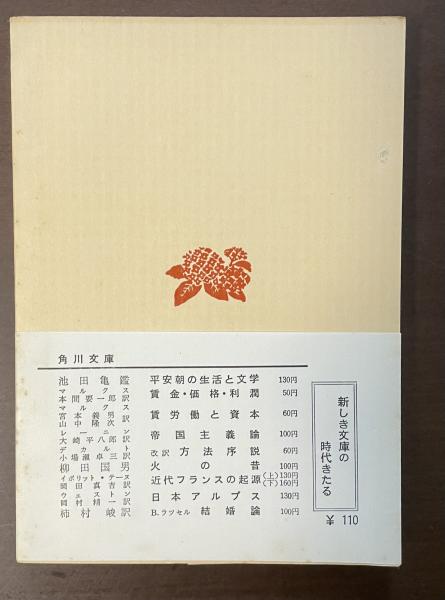 角川文庫
池田亀鑑 平安朝の生活と文学 130円
マルクス
本間要一郎訳 賃金・価格・利潤 50円
マルクス
宮本義男
山中隆次訳 賃労働と資本 60円
レーニン
大崎平八郎訳 帝国主義論 100円
デカルト
小場瀬卓三訳 改訳 方法序説 60円
柳田国男 火の昔 100円
イポリット・テーヌ
岡田真吉訳 近代フランスの起源 (上)130円 (下)160円
ウェストン
岡村精一訳 日本アルプス 130円
柿村峻訳 B.ラッセル 結婚論 100円
新しき文庫の
時代きたる
¥110